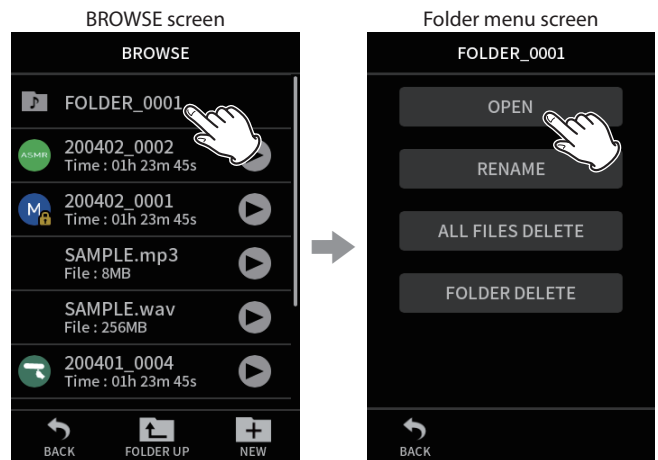 BROWSE screen
BROWSE
FOLDER_0001
ASMR
200402_0002
Time : 01h 23m 45s
M
200402_0001
Time : 01h 23m 45s
SAMPLE.mp3
File : 8MB
SAMPLE.wav
File : 256MB
200401_0004
Time : 01h 23m 45s
BACK
FOLDER UP
NEW
Folder menu screen
FOLDER_0001
OPEN
RENAME
ALL FILES DELETE
FOLDER DELETE
BACK